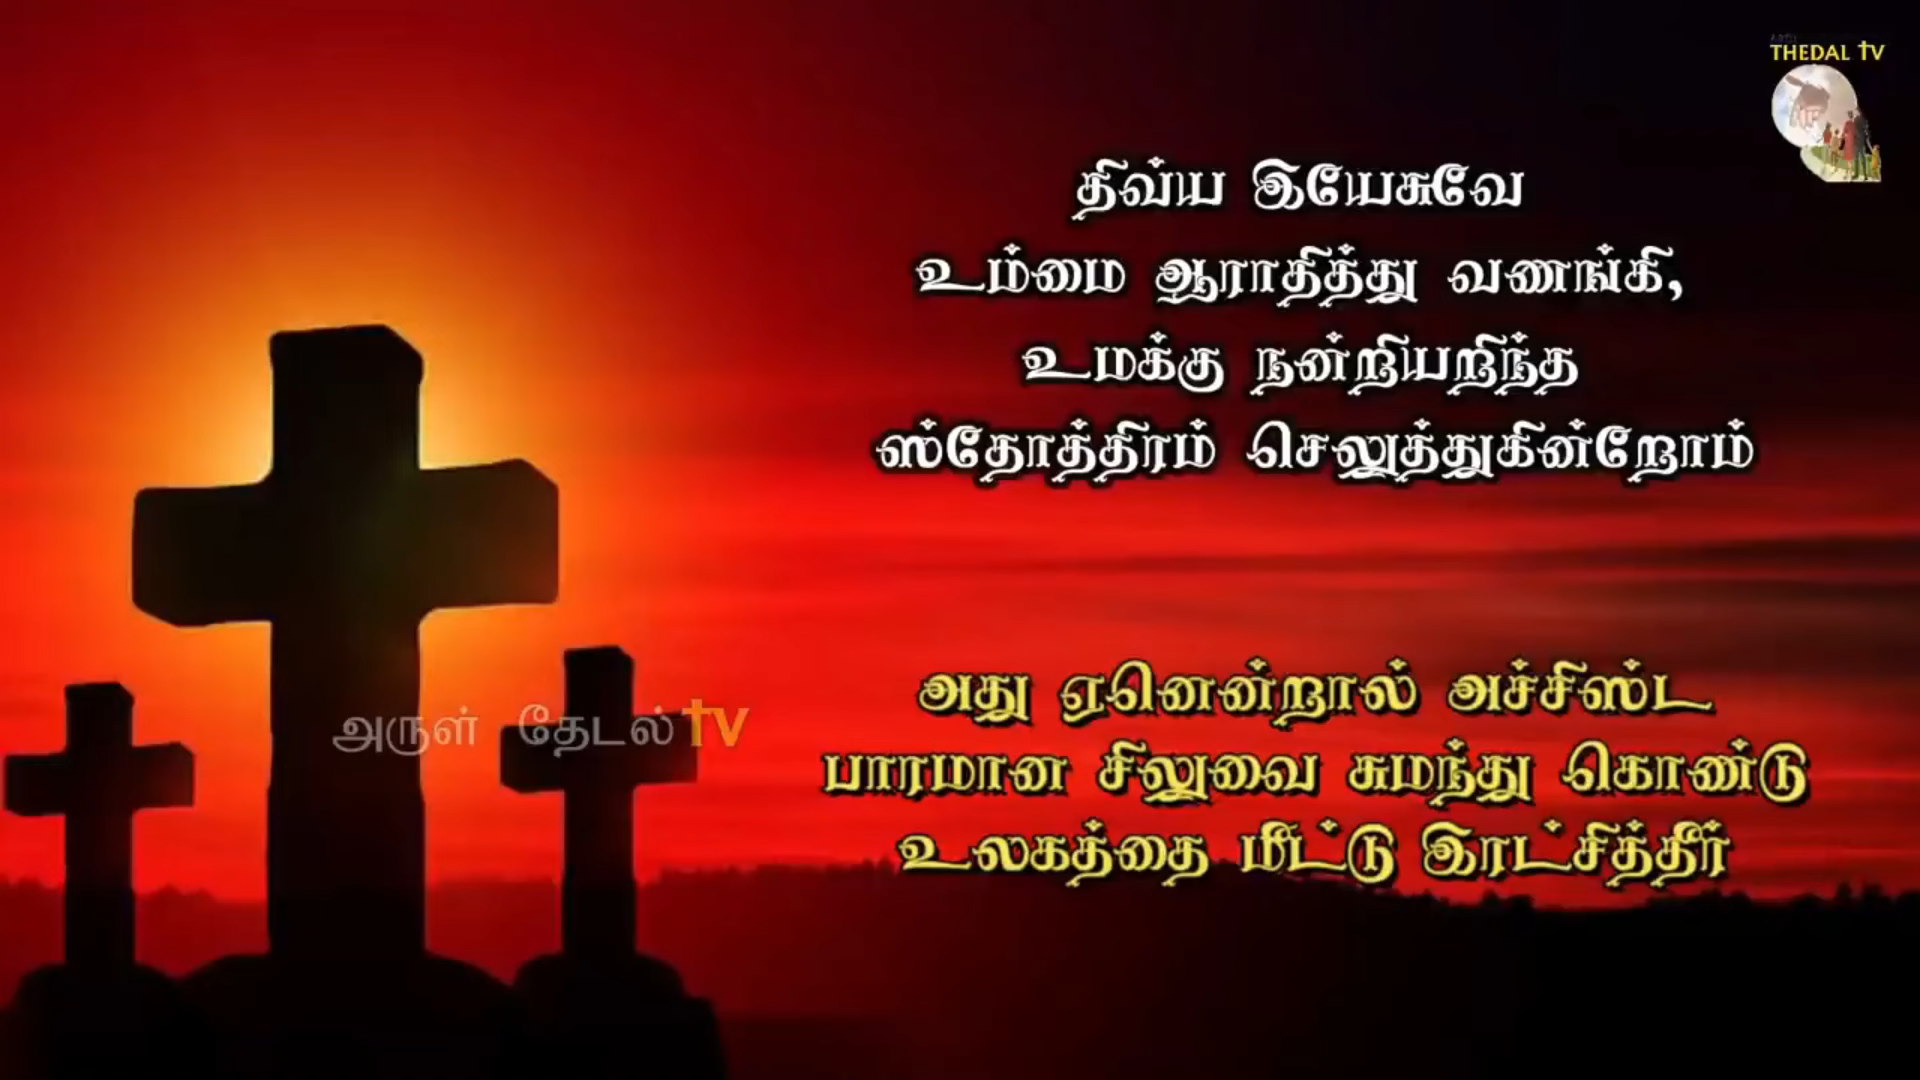 THEDAL TV
திவ்ய இயேசுவே
உம்மை ஆராதித்து வணங்கி,
உமக்கு நன்றியறிந்த
ஸ்தோத்திரம் செலுத்துகின்றோம்
அது ஏனென்றால் அச்சிஸ்ட
பாரமான சிலுவை சுமந்து கொண்டு
உலகத்தை மீட்டு இரட்சித்தீர்
அருள் தேடல் TV